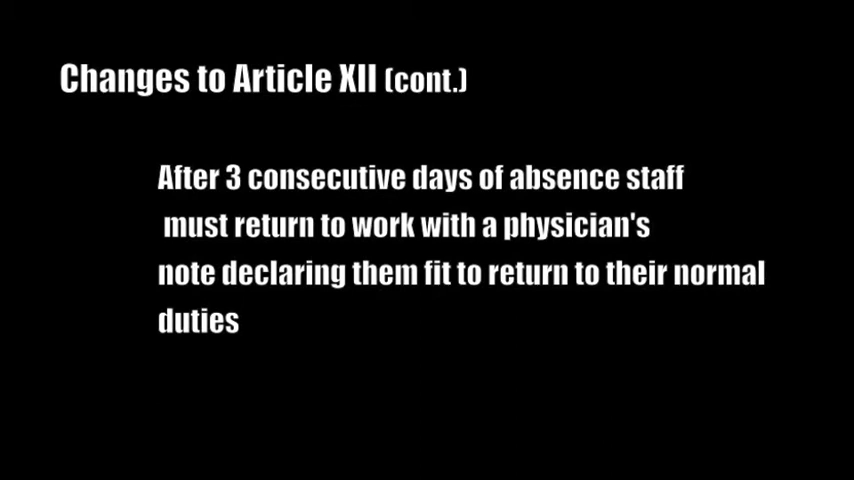 Changes to Article XII (cont.)
After 3 consecutive days of absence staff
must return to work with a physician's
note declaring them fit to return to their normal
duties